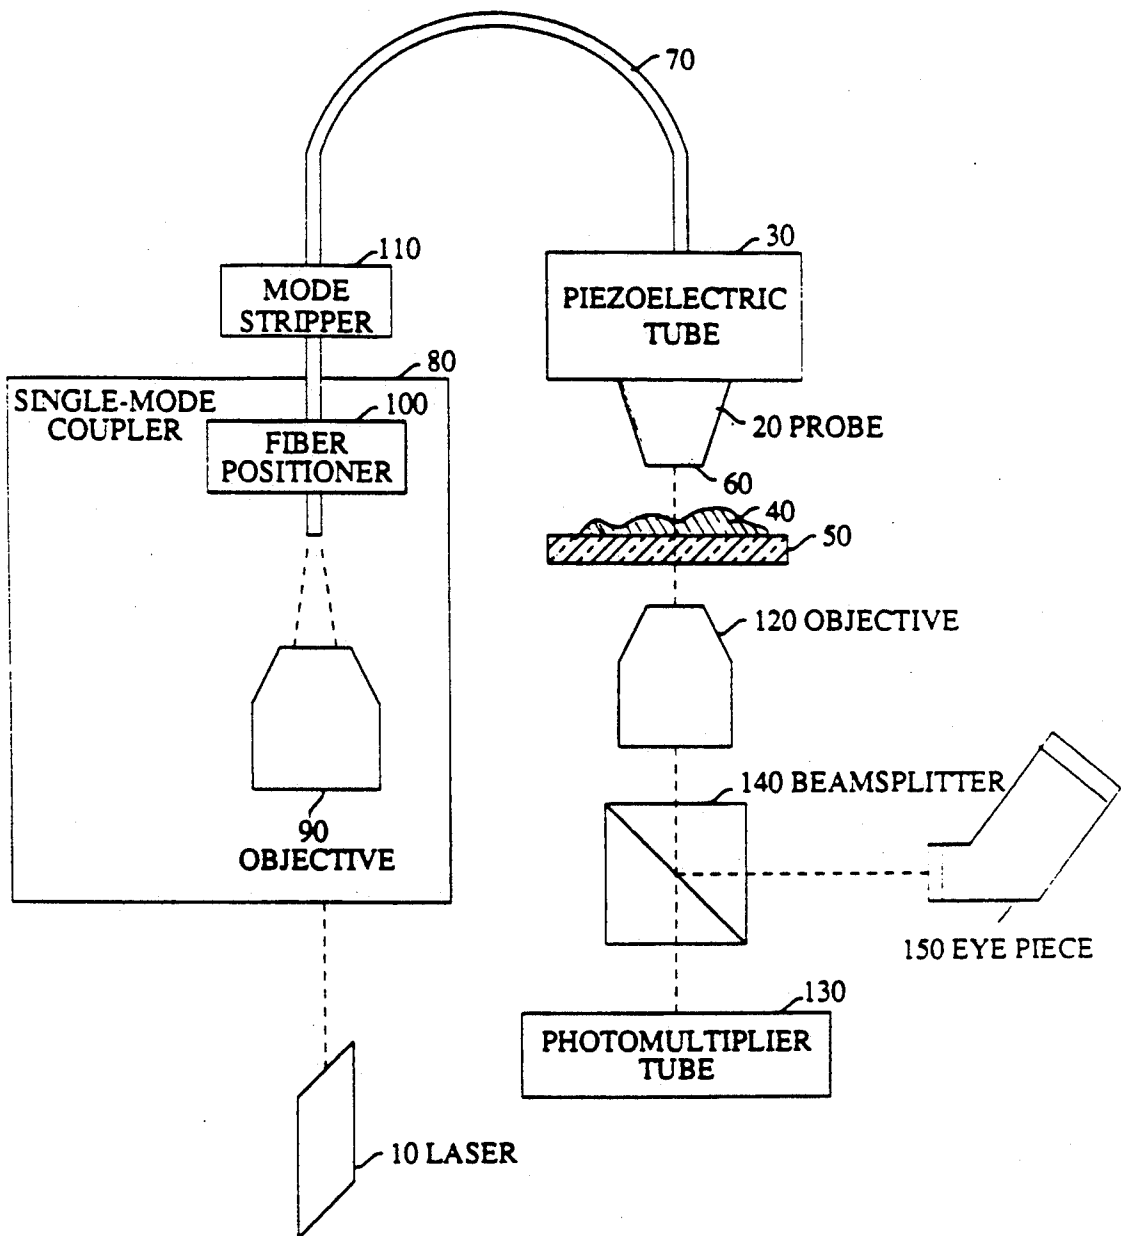 70
110
MODE
STRIPPER
30
PIEZOELECTRIC
TUBE
80
SINGLE-MODE
COUPLER
100
FIBER
POSITIONER
20 PROBE
60
40
50
120 OBJECTIVE
90
OBJECTIVE
140 BEAMSPLITTER
150 EYE PIECE
130
PHOTOMULTIPLIER
TUBE
10 LASER